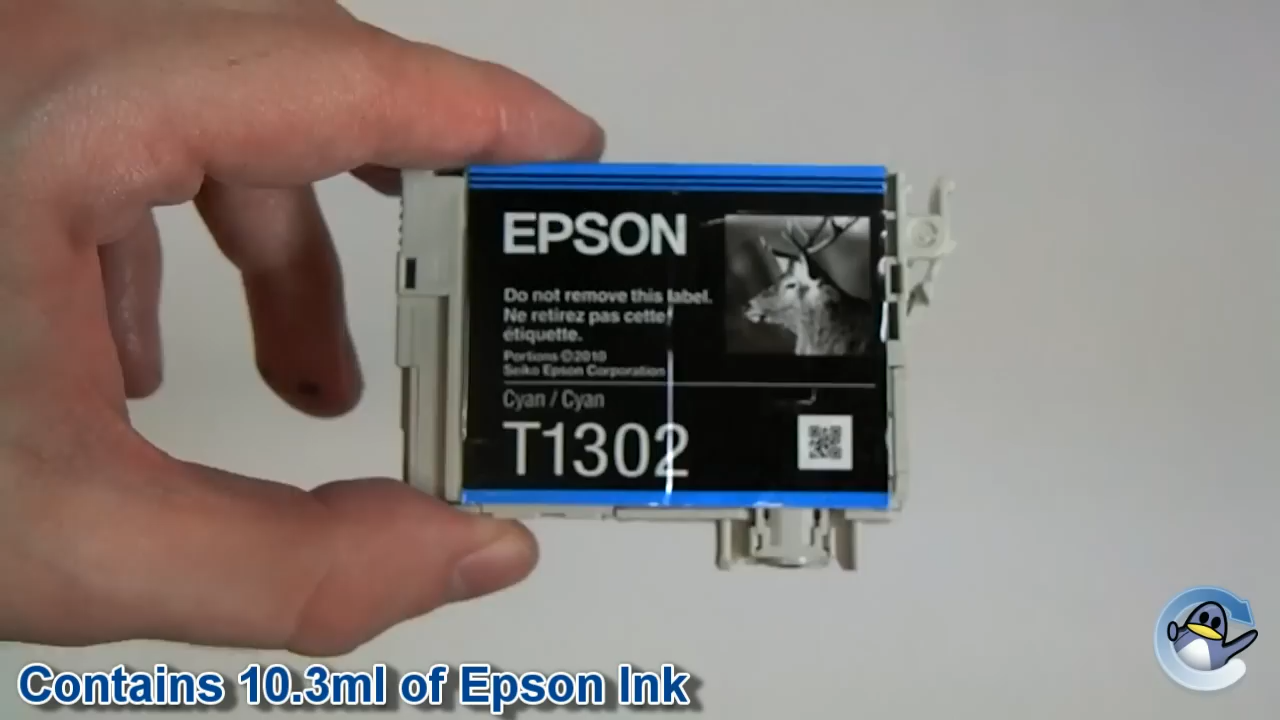 EPSON
Do not remove this label.
Ne retirez pas cette
étiquette.
Portions ©2010
Seiko Epson Corporation
Cyan / Cyan
T1302
Contains 10.3ml of Epson Ink